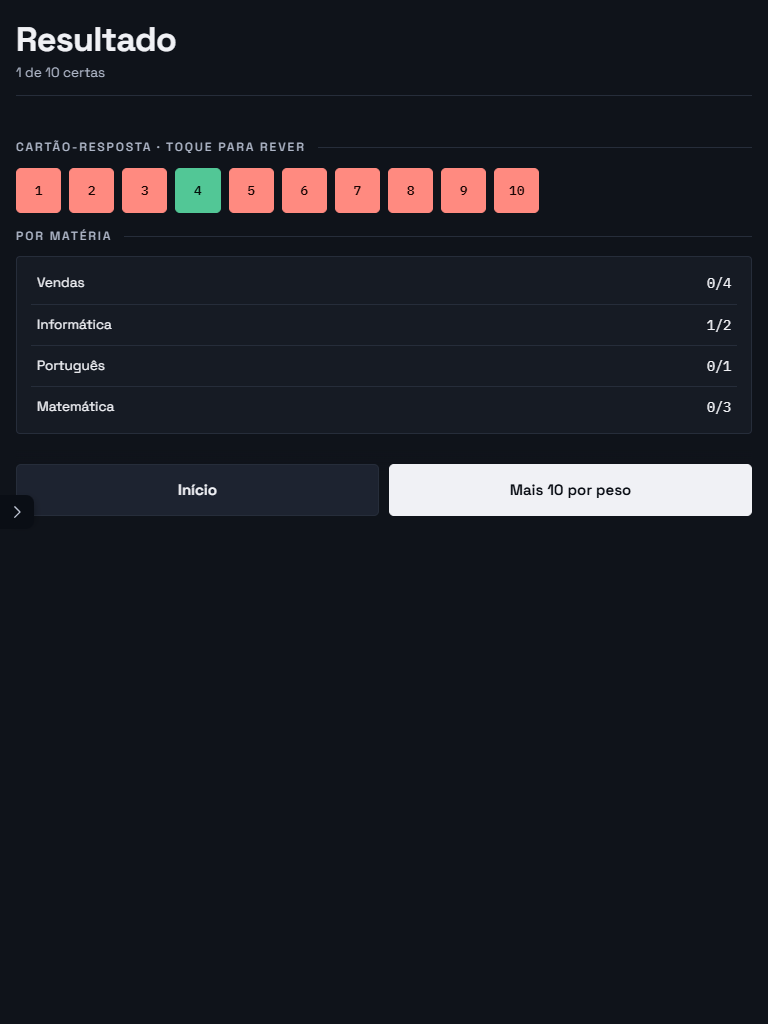 Resultado
1 de 10 certas
CARTÃO-RESPOSTA · TOQUE PARA REVER
1 2 3 4 5 6 7 8 9 10
POR MATÉRIA
Vendas 0/4
Informática 1/2
Português 0/1
Matemática 0/3
Início Mais 10 por peso